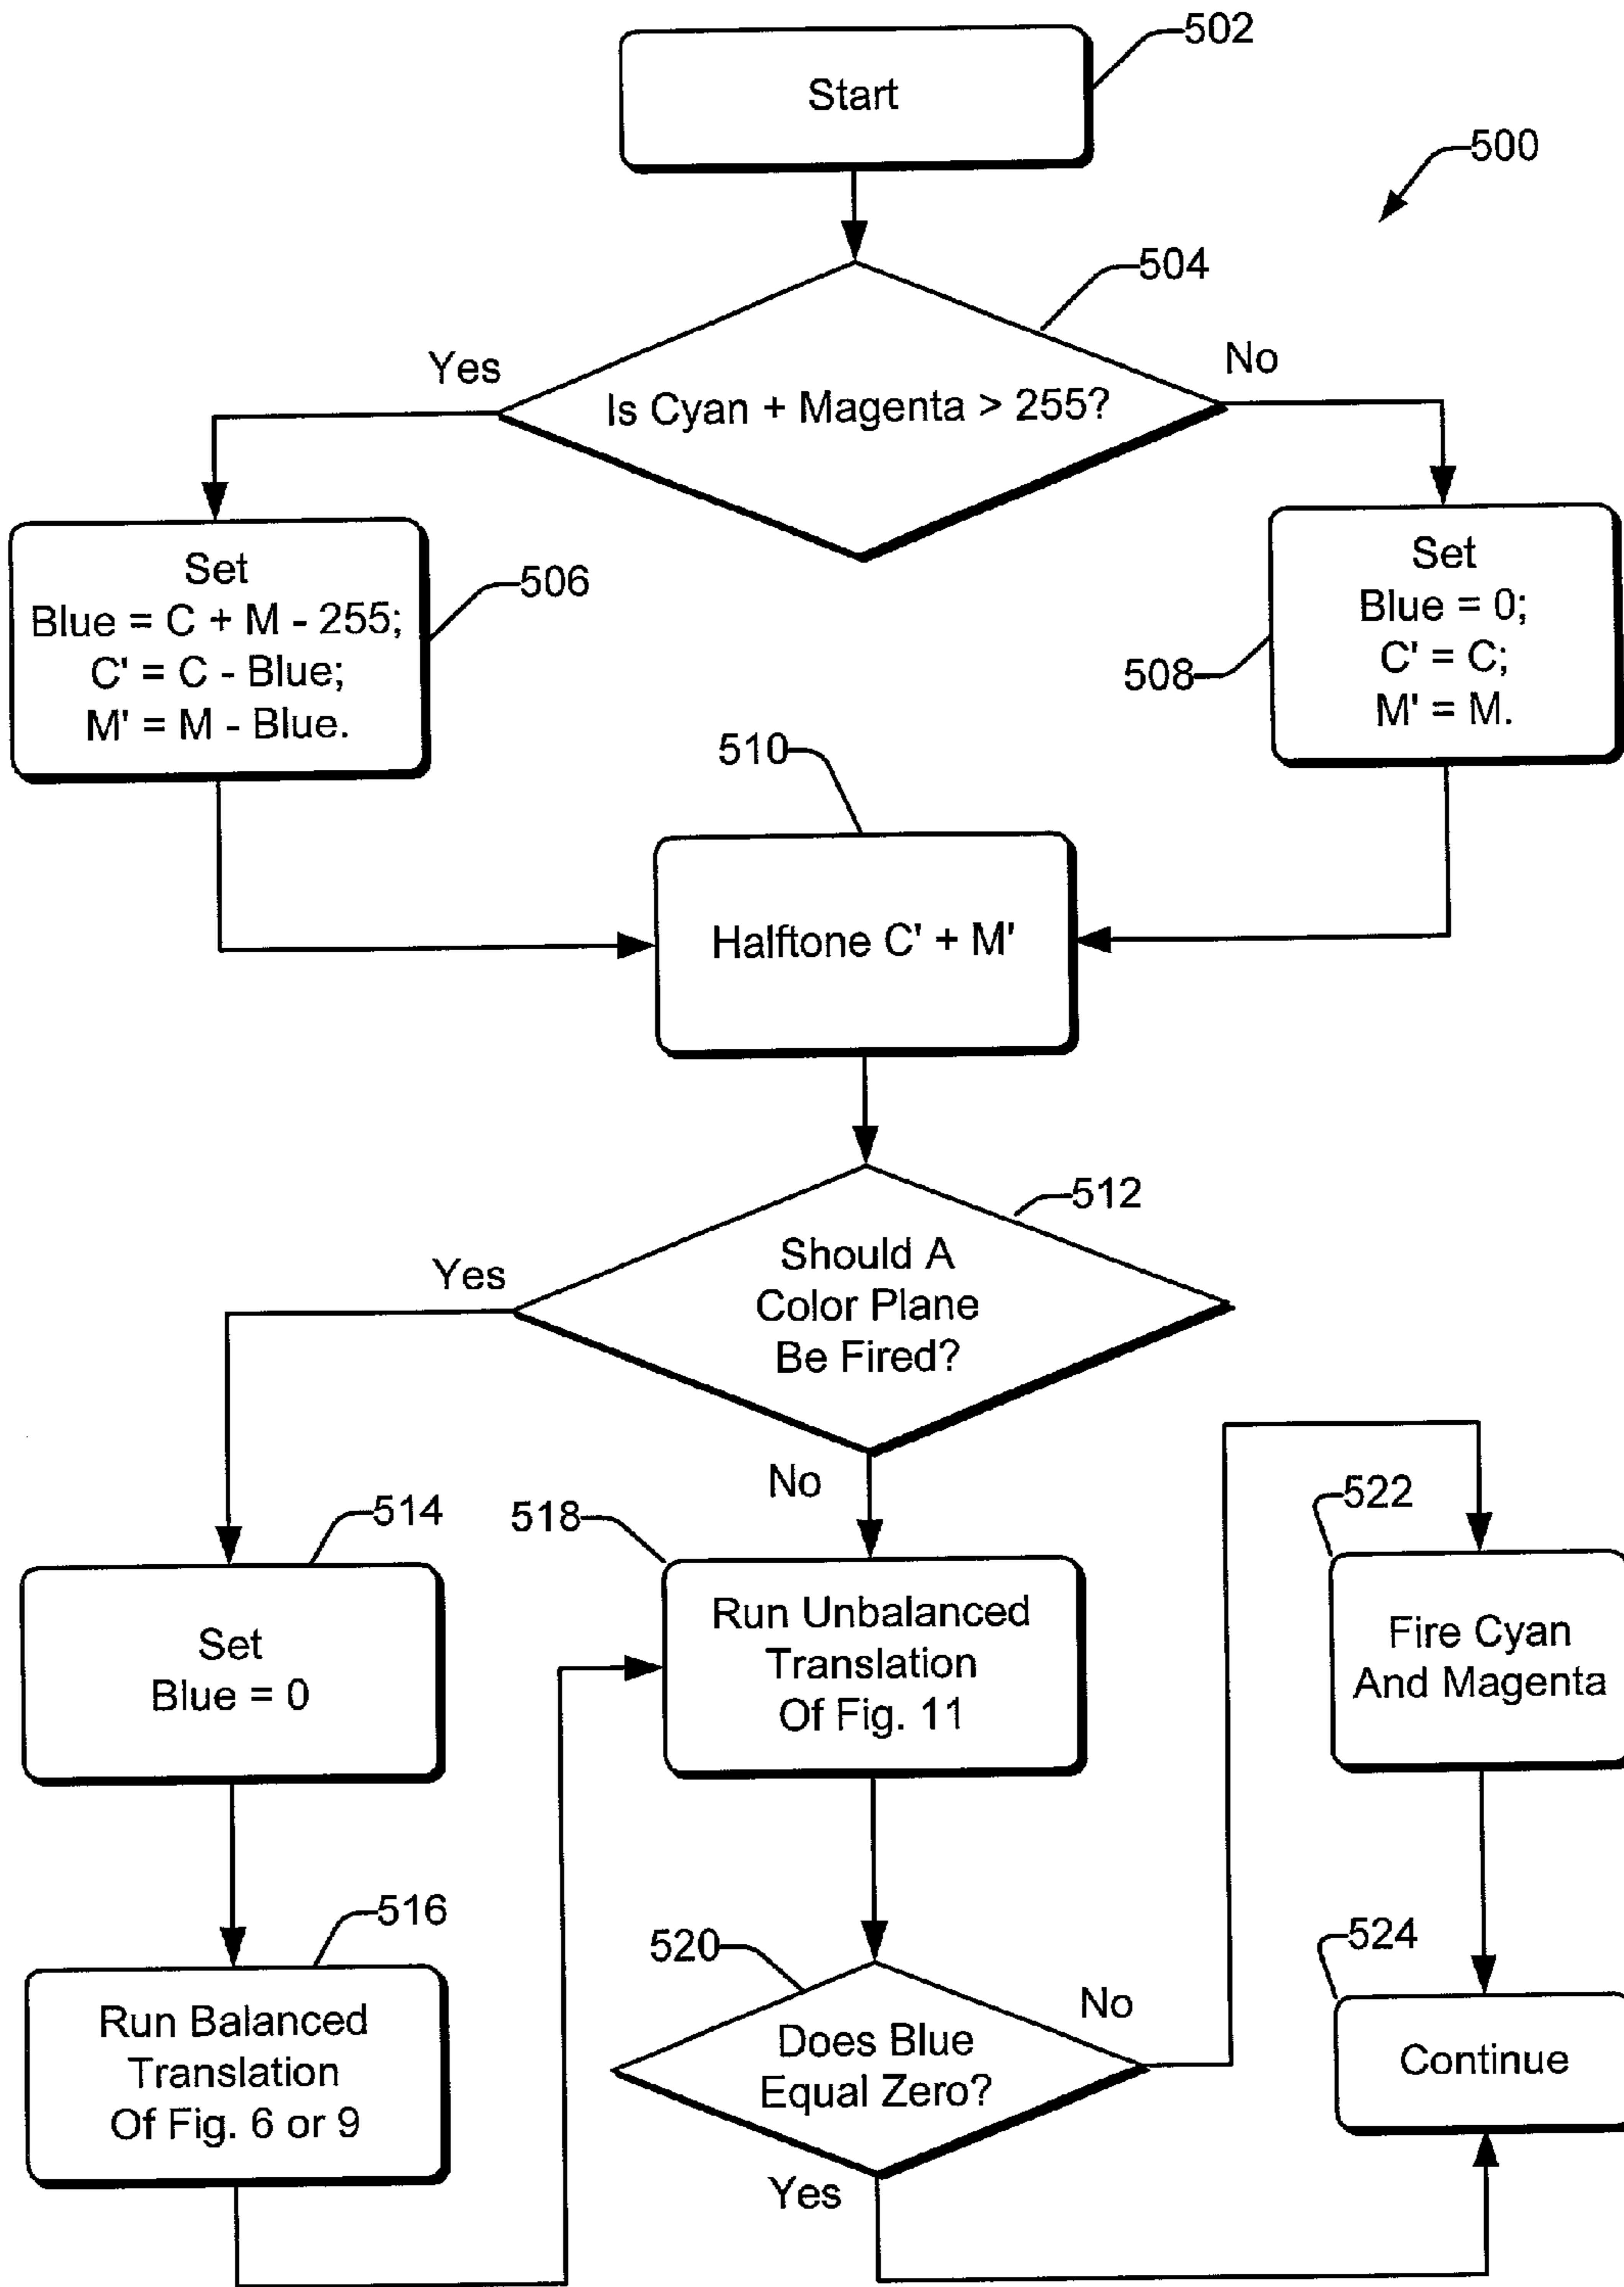 502
Start
500
504
Yes
No
Is Cyan + Magenta > 255?
Set
Blue = C + M - 255;
C' = C - Blue;
M' = M - Blue.
506
Set
Blue = 0;
C' = C;
M' = M.
508
510
Halftone C' + M'
512
Should A
Color Plane
Be Fired?
Yes
No
514
Set
Blue = 0
518
Run Unbalanced
Translation
Of Fig. 11
522
Fire Cyan
And Magenta
516
Run Balanced
Translation
Of Fig. 6 or 9
520
Does Blue
Equal Zero?
No
Yes
524
Continue